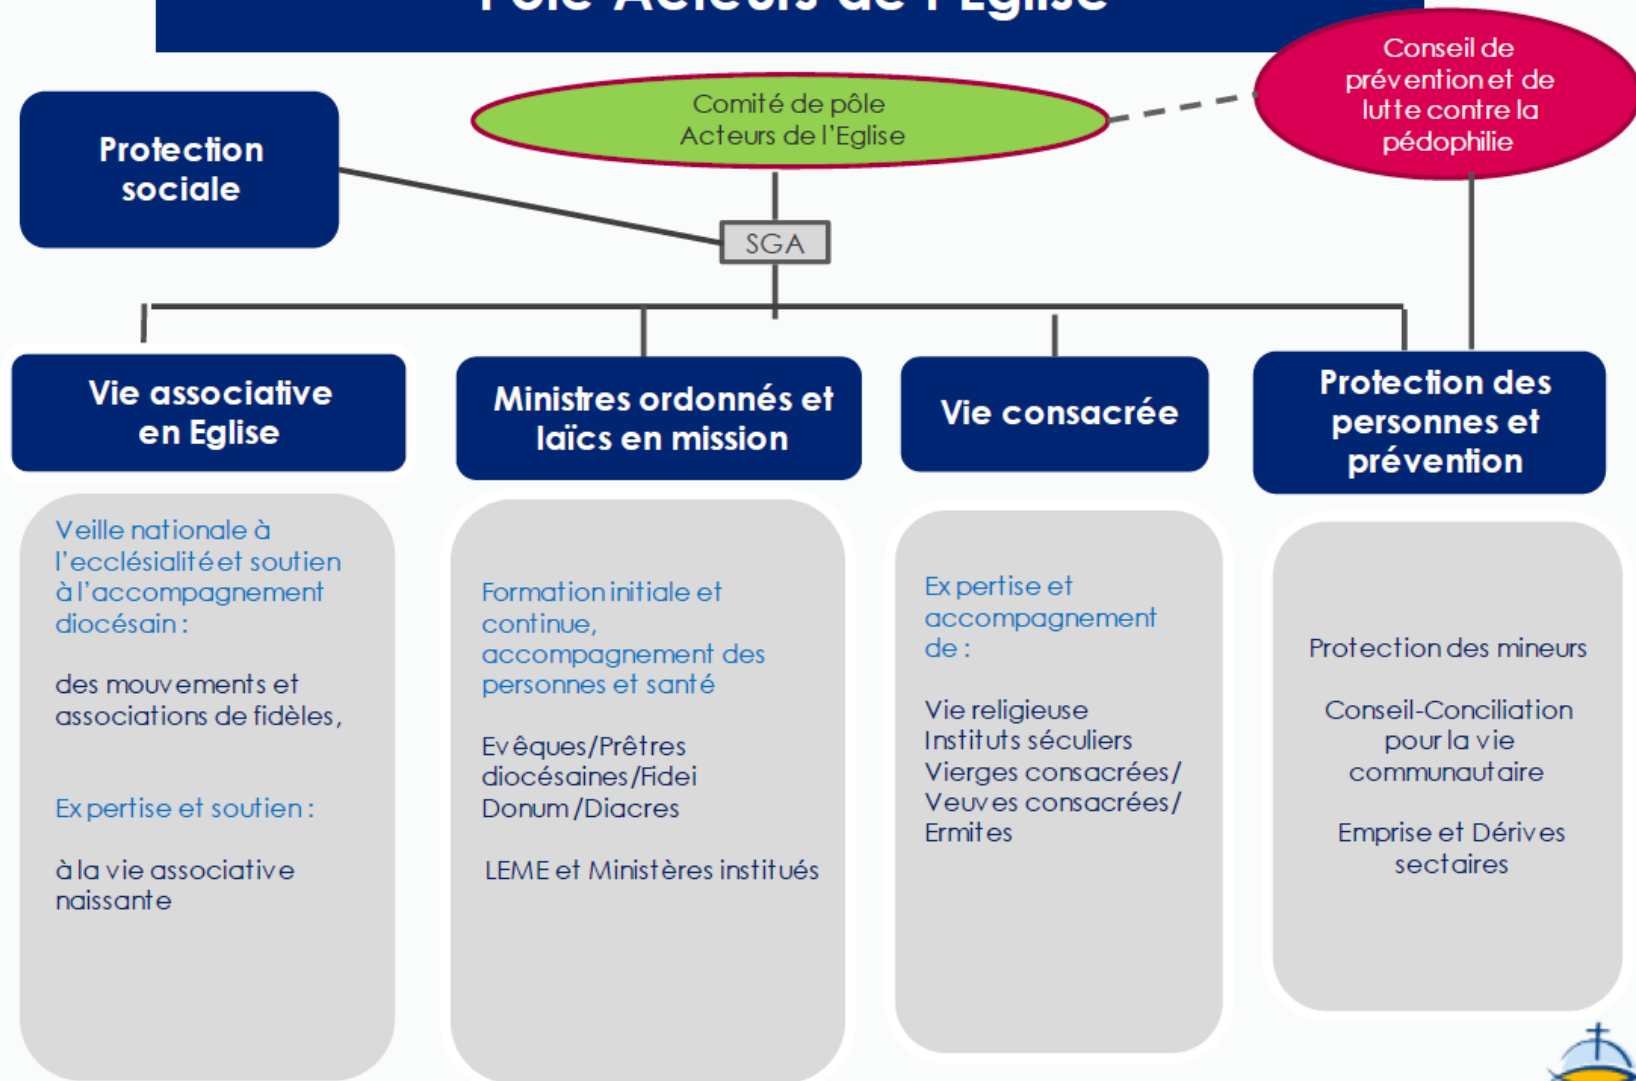 Pôle Acteurs de l'Eglise
Conseil de
prévention et de
lutte contre la
pédophilie
Comité de pôle
Acteurs de l'Eglise
Protection
sociale
SGA
Vie associative
en Eglise
Ministres ordonnés et
laïcs en mission
Vie consacrée
Protection des
personnes et
prévention
Veille nationale à
l'ecclésialité et soutien
à l'accompagnement
diocésain :
des mouvements et
associations de fidèles,
Expertise et soutien :
à la vie associative
naissante
Formation initiale et
continue,
accompagnement des
personnes et santé
Evêques/Prêtres
diocésaines/Fidei
Donum/Diacres
LEME et Ministères institués
Expertise et
accompagnement
de :
Vie religieuse
Instituts séculiers
Vierges consacrées/
Veuves consacrées/
Ermites
Protection des mineurs
Conseil-Conciliation
pour la vie
communautaire
Emprise et Dérives
sectaires